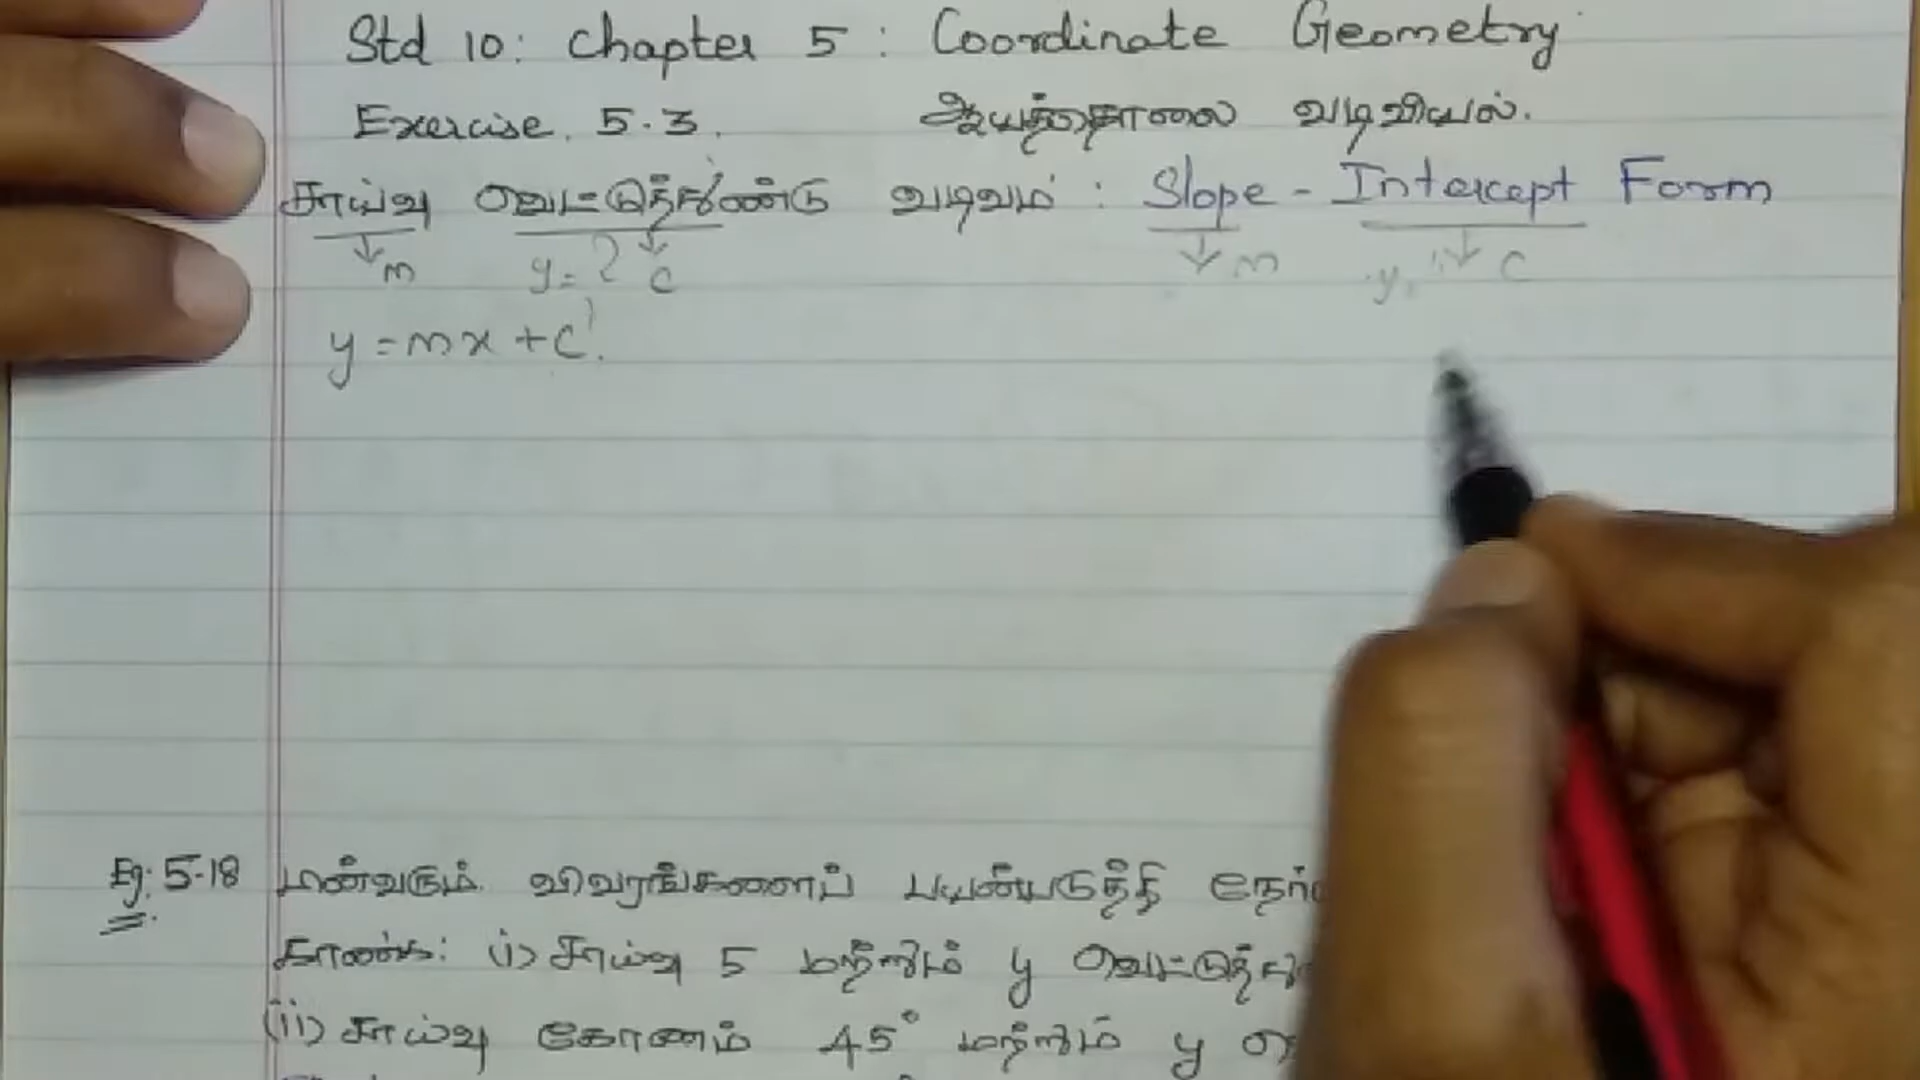 Std 10: Chapter 5: Coordinate Geometry
Exercise. 5.3. ஆயத்தொலை வடிவியல்.
சாய்வு வெட்டுத்துண்டு வடிவம் : Slope - Intercept Form
m y = c m y c
y = mx + c
Eg: 5.18 பின்வரும் விவரங்களைப் பயன்படுத்தி
காண்க: i) சாய்வு 5 மற்றும் y
(ii) சாய்வு கோணம் 45° மற்றும் y